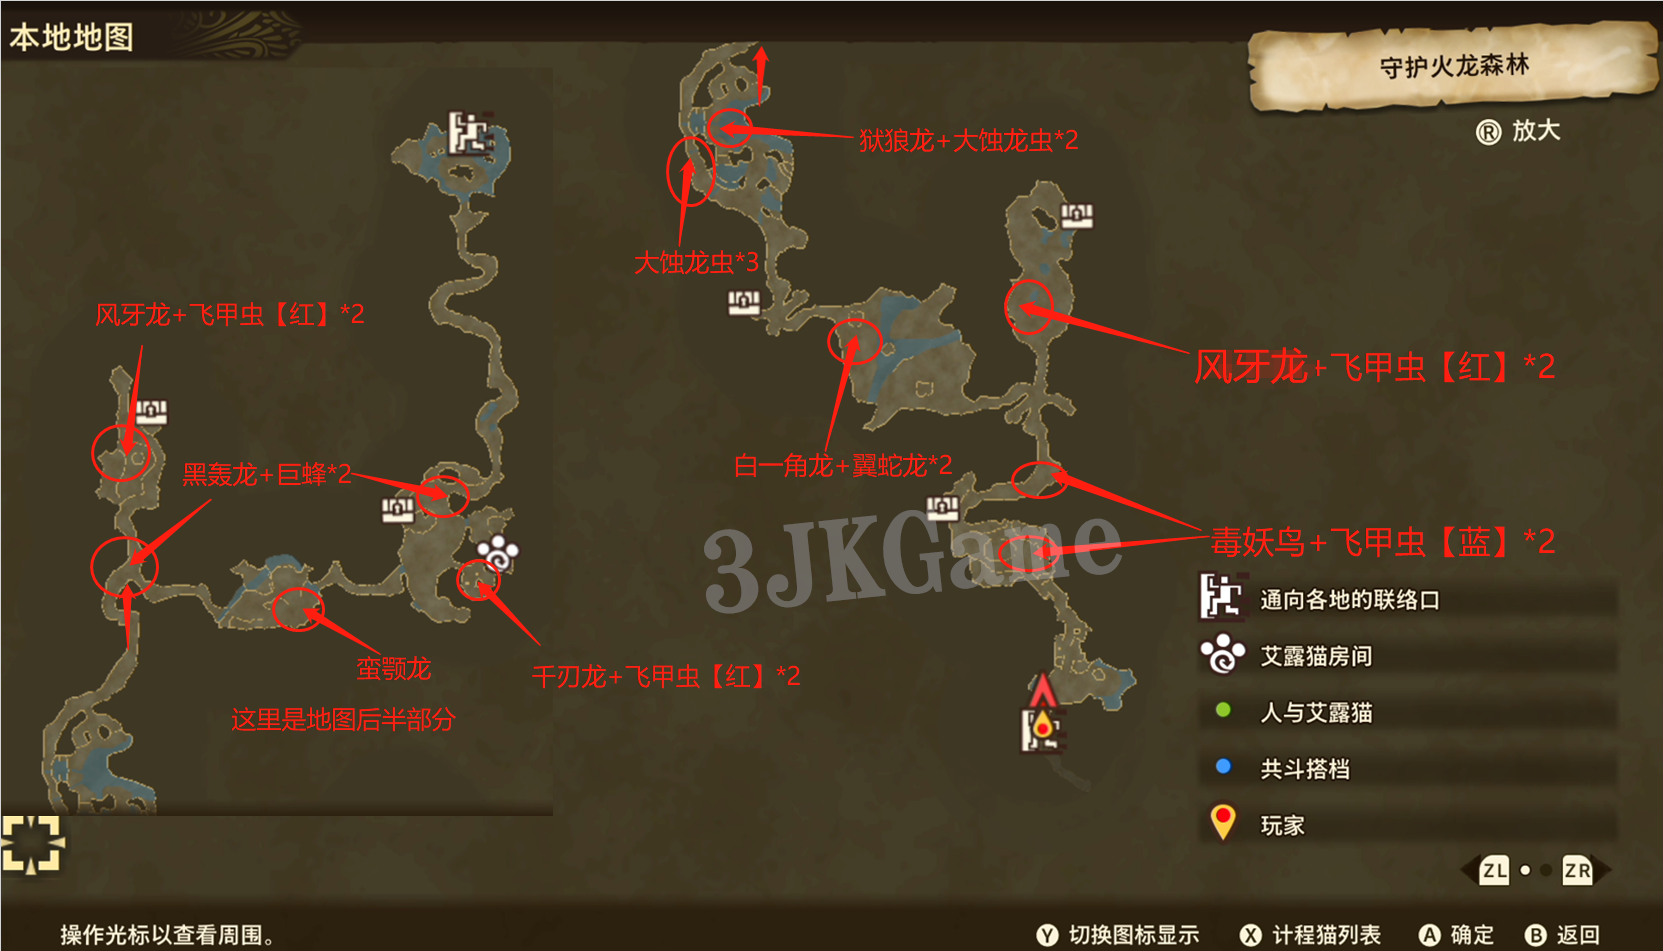 本地地图
守护火龙森林
R 放大
狱狼龙+大蚀龙虫*2
大蚀龙虫*3
风牙龙+飞甲虫【红】*2
风牙龙+飞甲虫【红】*2
黑轰龙+巨蜂*2
白一角龙+翼蛇龙*2
3JKGame
毒妖鸟+飞甲虫【蓝】*2
通向各地的联络口
艾露猫房间
蛮颚龙
千刃龙+飞甲虫【红】*2
这里是地图后半部分
人与艾露猫
共斗搭档
玩家
ZL ZR
操作光标以查看周围。
Y 切换图标显示 X 计程猫列表 A 确定 B 返回